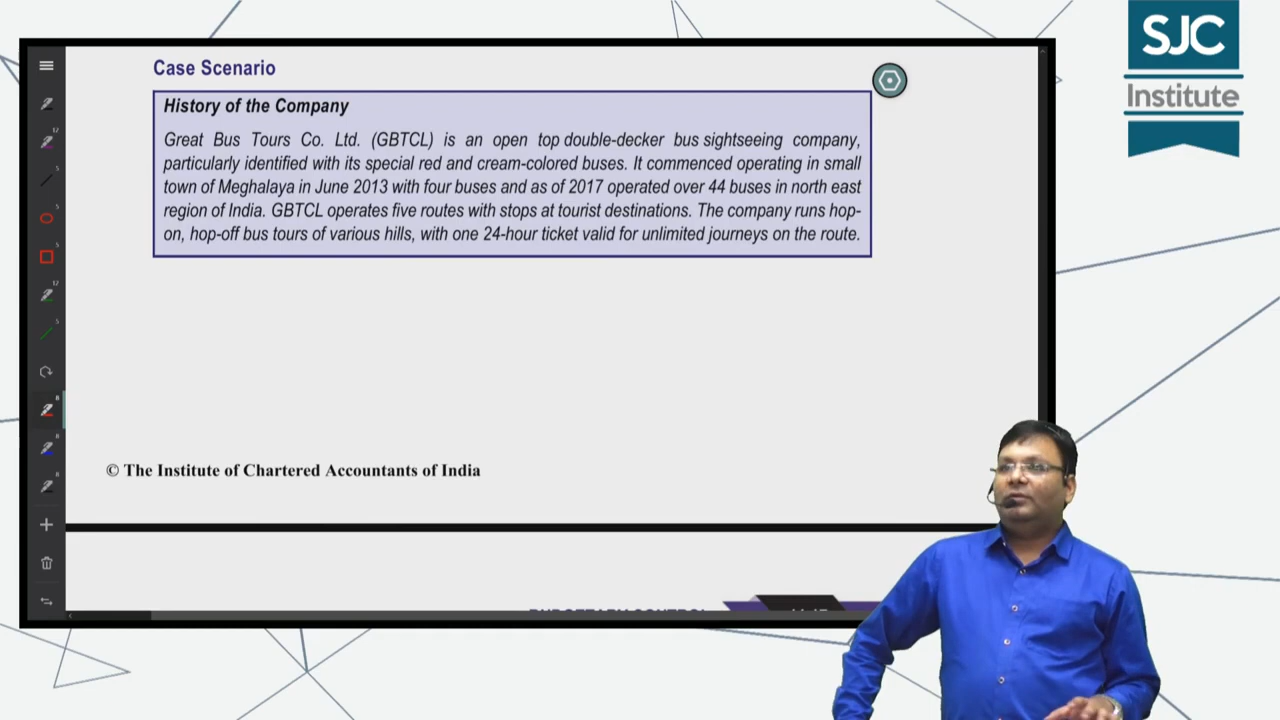 SJC
Institute
Case Scenario
History of the Company
Great Bus Tours Co. Ltd. (GBTCL) is an open top double-decker bus sightseeing company,
particularly identified with its special red and cream-colored buses. It commenced operating in small
town of Meghalaya in June 2013 with four buses and as of 2017 operated over 44 buses in north east
region of India. GBTCL operates five routes with stops at tourist destinations. The company runs hop-
on, hop-off bus tours of various hills, with one 24-hour ticket valid for unlimited journeys on the route.
© The Institute of Chartered Accountants of India